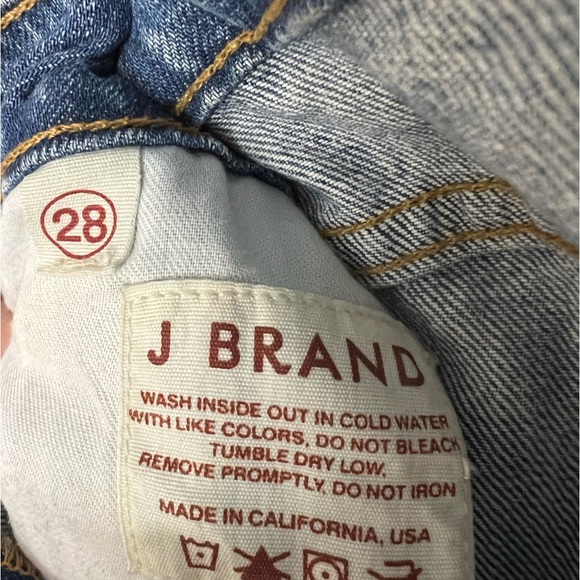 28
J BRAND
WASH INSIDE OUT IN COLD WATER
WITH LIKE COLORS, DO NOT BLEACH
TUMBLE DRY LOW,
REMOVE PROMPTLY, DO NOT IRON
MADE IN CALIFORNIA, USA